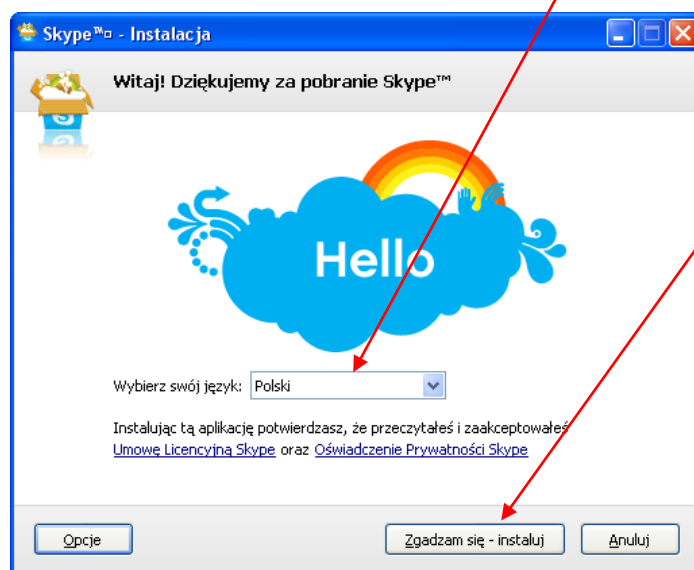 Skype™□ - Instalacja
Witaj! Dziękujemy za pobranie Skype™
S
Hello
Wybierz swój język: Polski
Instalując tą aplikację potwierdzasz, że przeczytałeś i zaakceptowałeś
Umowę Licencyjną Skype oraz Oświadczenie Prywatności Skype
Opcje Zgadzam się - instaluj Anuluj